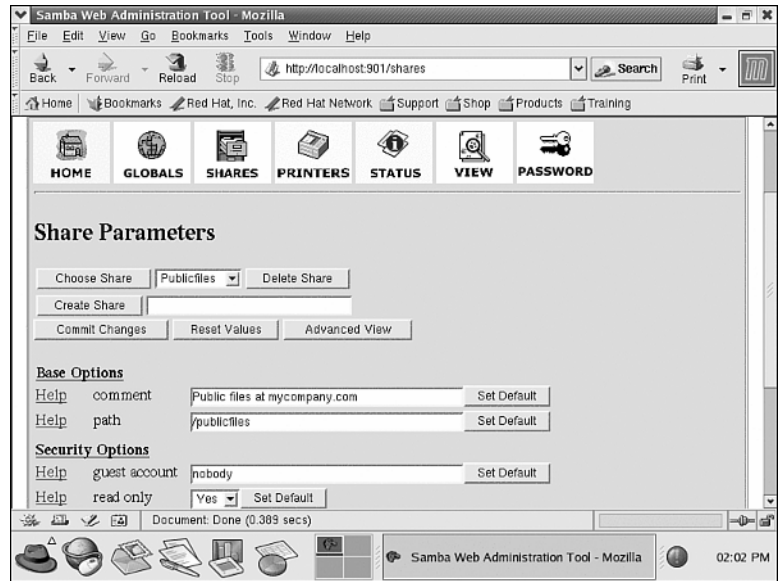 Samba Web Administration Tool - Mozilla
File Edit View Go Bookmarks Tools Window Help
Back Forward Reload Stop http://localhost:901/shares Search Print
Home Bookmarks Red Hat, Inc. Red Hat Network Support Shop Products Training
HOME GLOBALS SHARES PRINTERS STATUS VIEW PASSWORD
Share Parameters
Choose Share Publicfiles Delete Share
Create Share
Commit Changes Reset Values Advanced View
Base Options
Help comment Public files at mycompany.com Set Default
Help path /publicfiles Set Default
Security Options
Help guest account nobody Set Default
Help read only Yes Set Default
Document: Done (0.389 secs)
Samba Web Administration Tool - Mozilla 02:02 PM